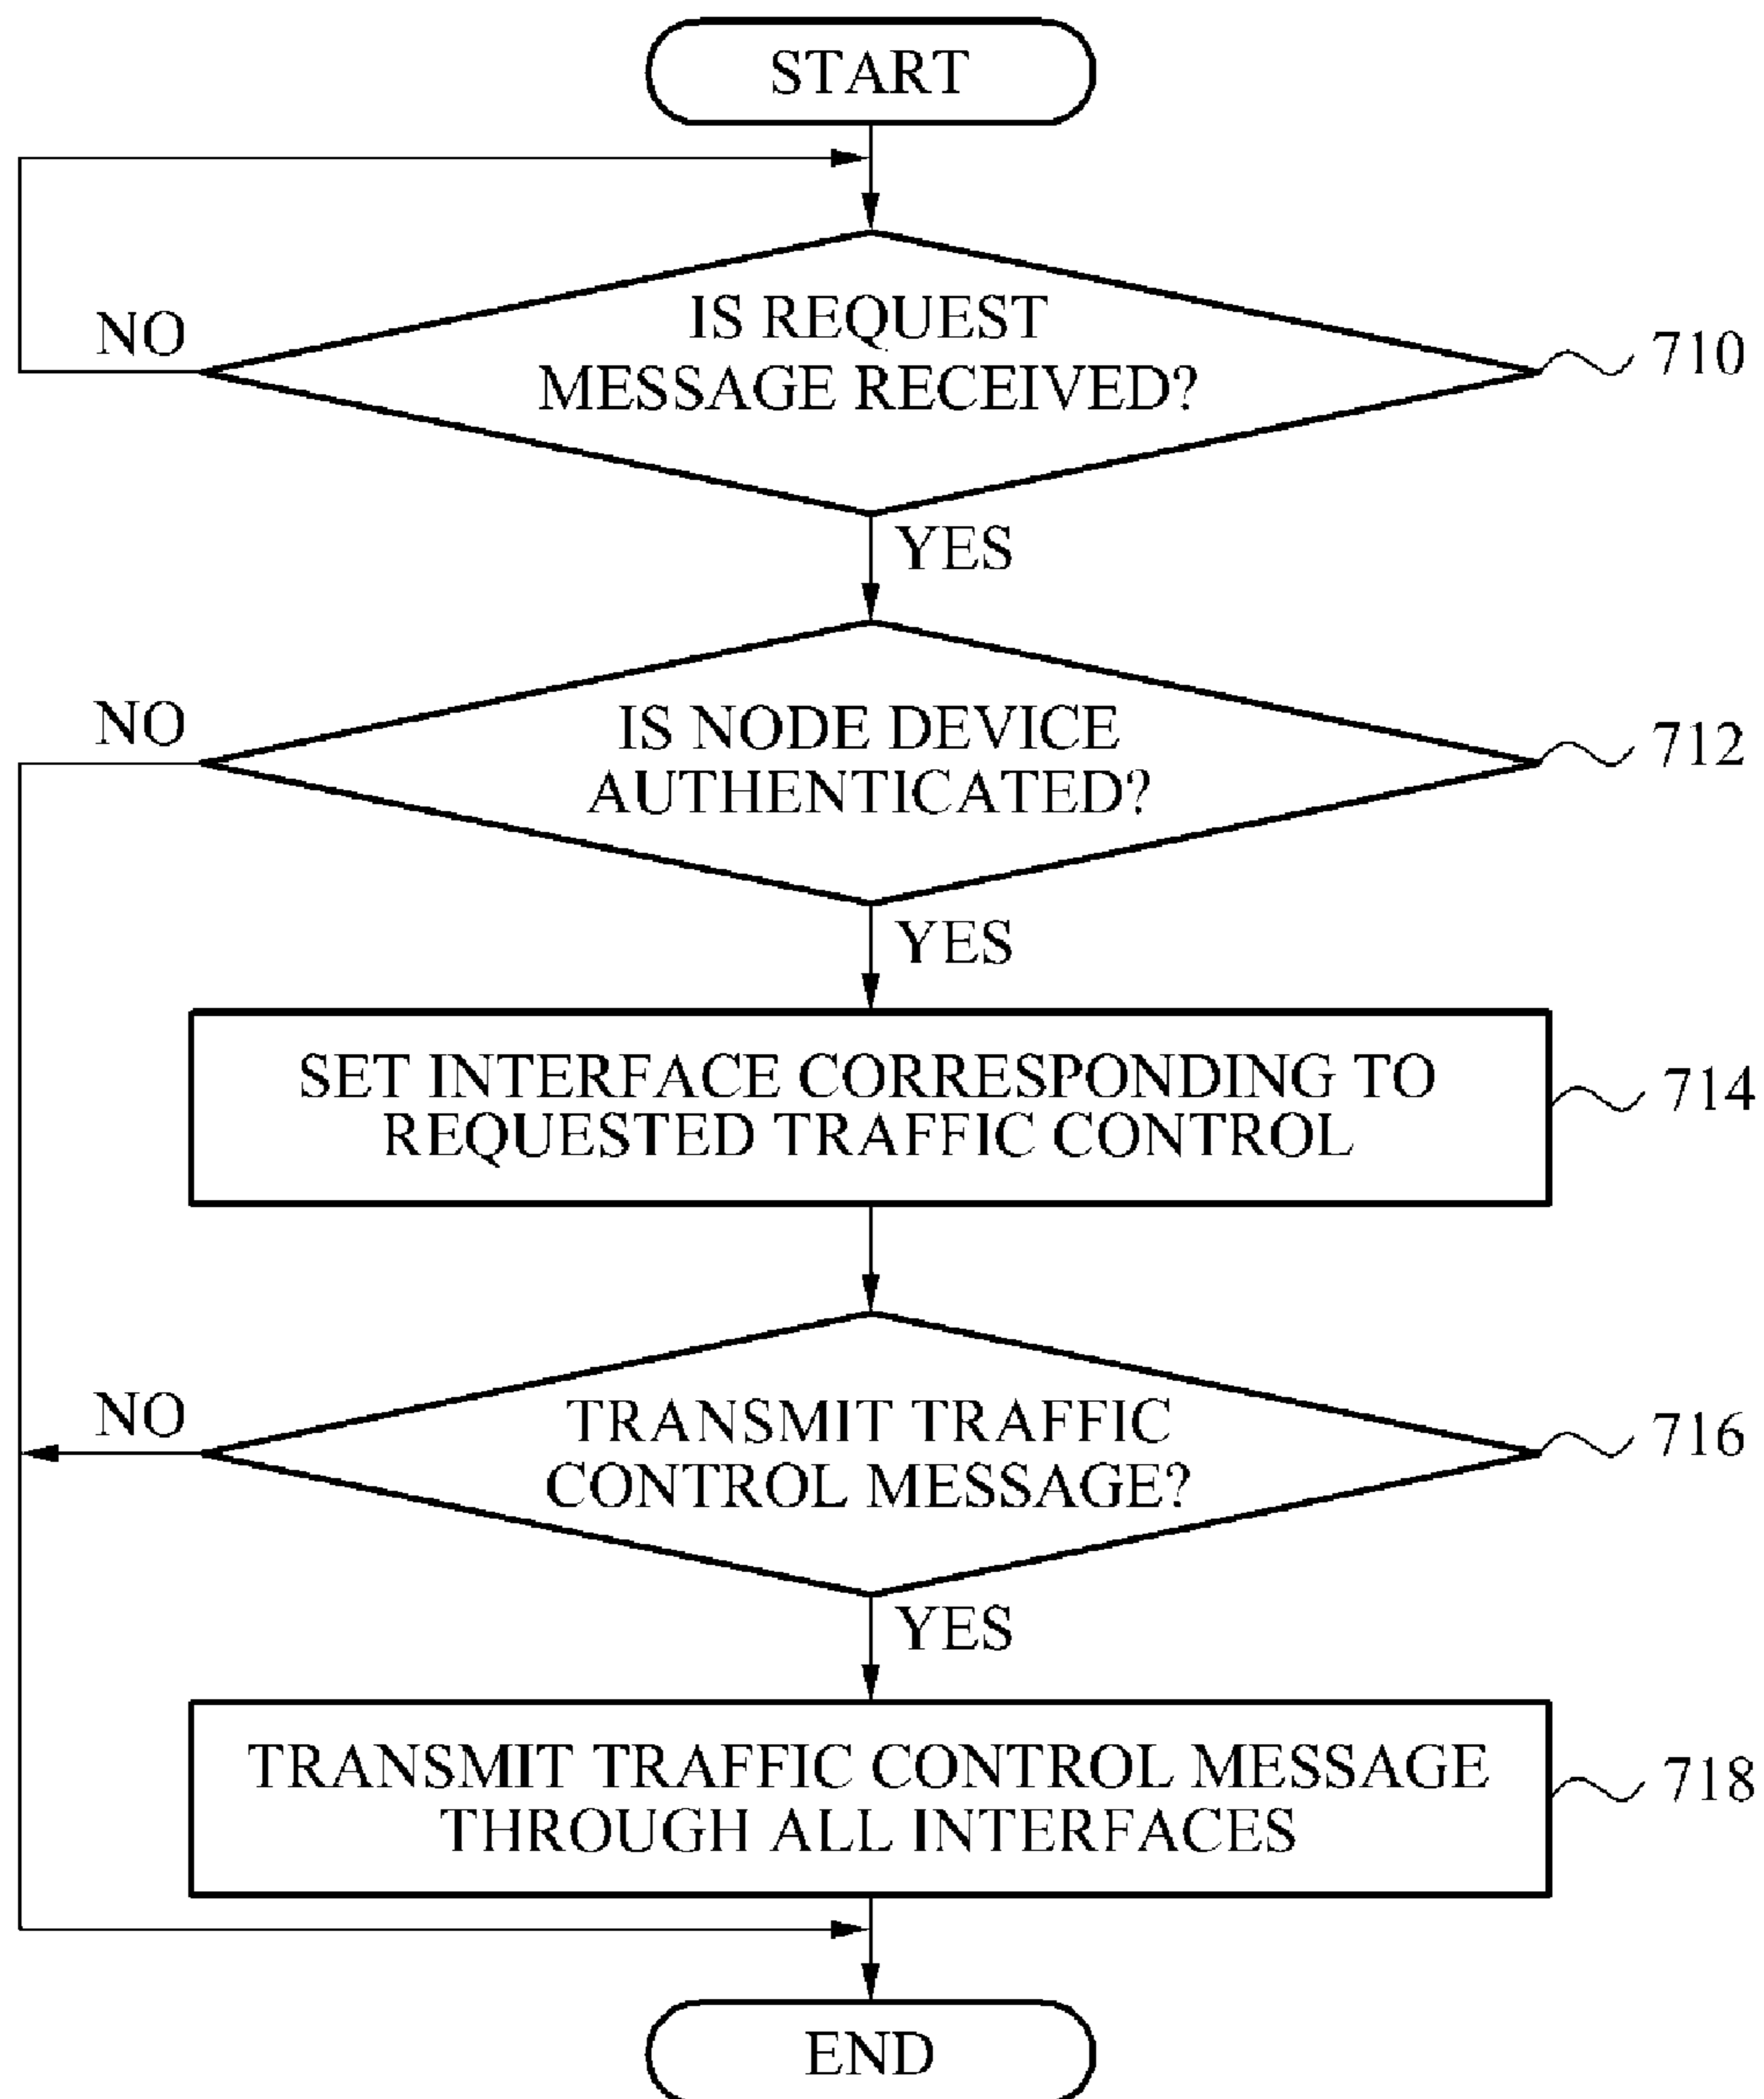 START
IS REQUEST
MESSAGE RECEIVED?
NO
710
YES
IS NODE DEVICE
AUTHENTICATED?
NO
712
YES
SET INTERFACE CORRESPONDING TO
REQUESTED TRAFFIC CONTROL
714
TRANSMIT TRAFFIC
CONTROL MESSAGE?
NO
716
YES
TRANSMIT TRAFFIC CONTROL MESSAGE
THROUGH ALL INTERFACES
718
END